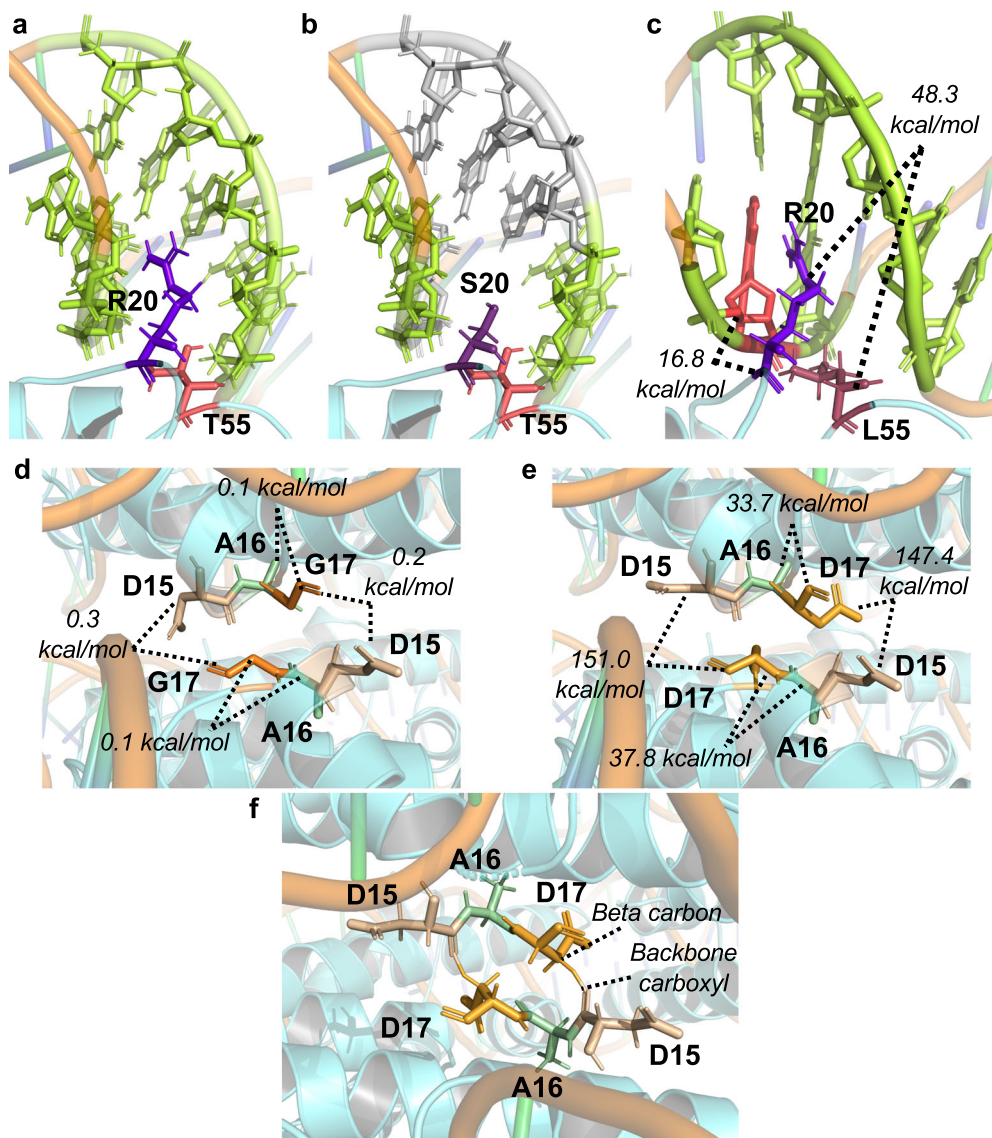 a
R20
T55
b
S20
T55
c
48.3
kcal/mol
R20
16.8
kcal/mol
L55
d
0.1 kcal/mol
A16
G17
D15
0.2
kcal/mol
0.3
kcal/mol
D15
G17
A16
0.1 kcal/mol
e
33.7 kcal/mol
A16
D17
D15
147.4
kcal/mol
151.0
kcal/mol
D15
D17
A16
37.8 kcal/mol
f
A16
D15
D17
Beta carbon
Backbone
carboxyl
D17
D15
A16